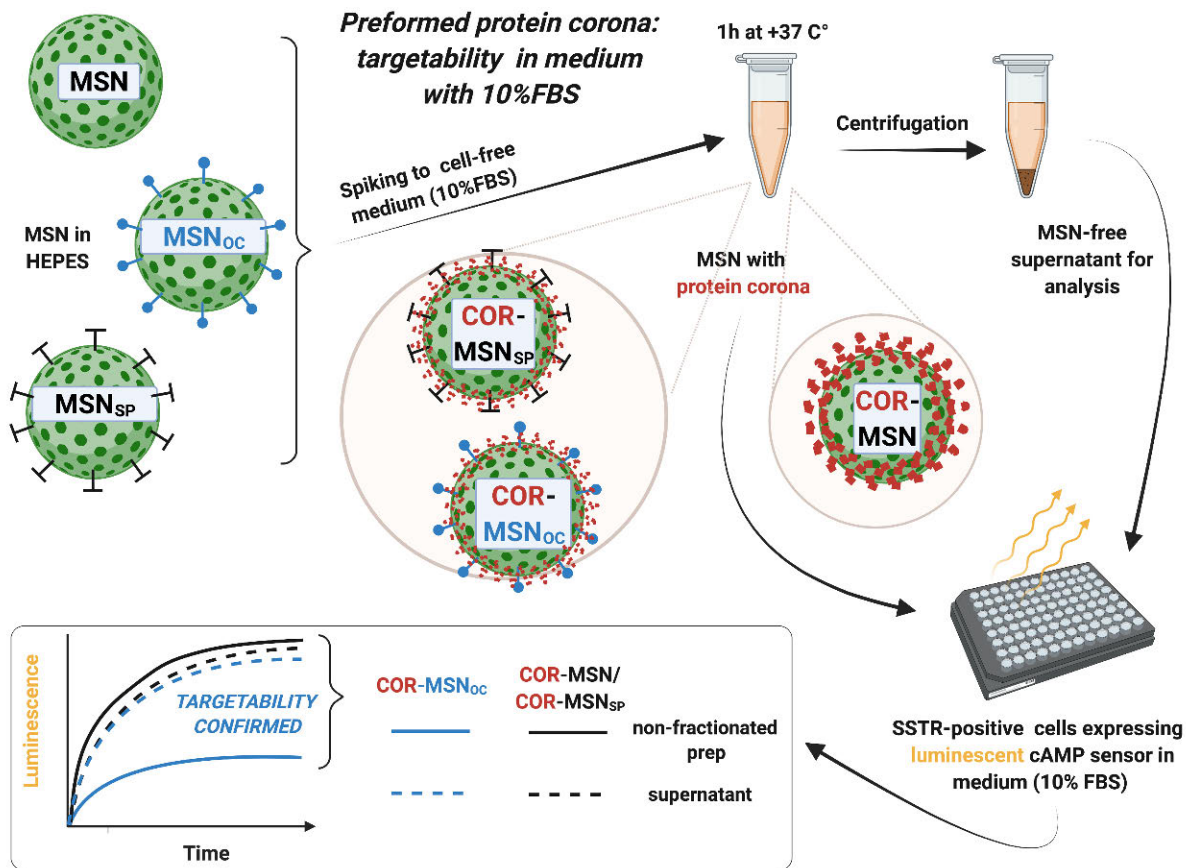 Preformed protein corona:
targetability in medium
with 10%FBS
MSN
MSN in
HEPES
MSNOC
MSNSP
Spiking to cell-free
medium (10%FBS)
1h at +37 C°
Centrifugation
MSN-free
supernatant for
analysis
MSN with
protein corona
COR-
MSNSP
COR-
MSNOC
COR-
MSN
SSTR-positive cells expressing
luminescent cAMP sensor in
medium (10% FBS)
Luminescence
Time
TARGETABILITY
CONFIRMED
COR-MSNOC
COR-MSN/
COR-MSNSP
non-fractionated
prep
supernatant